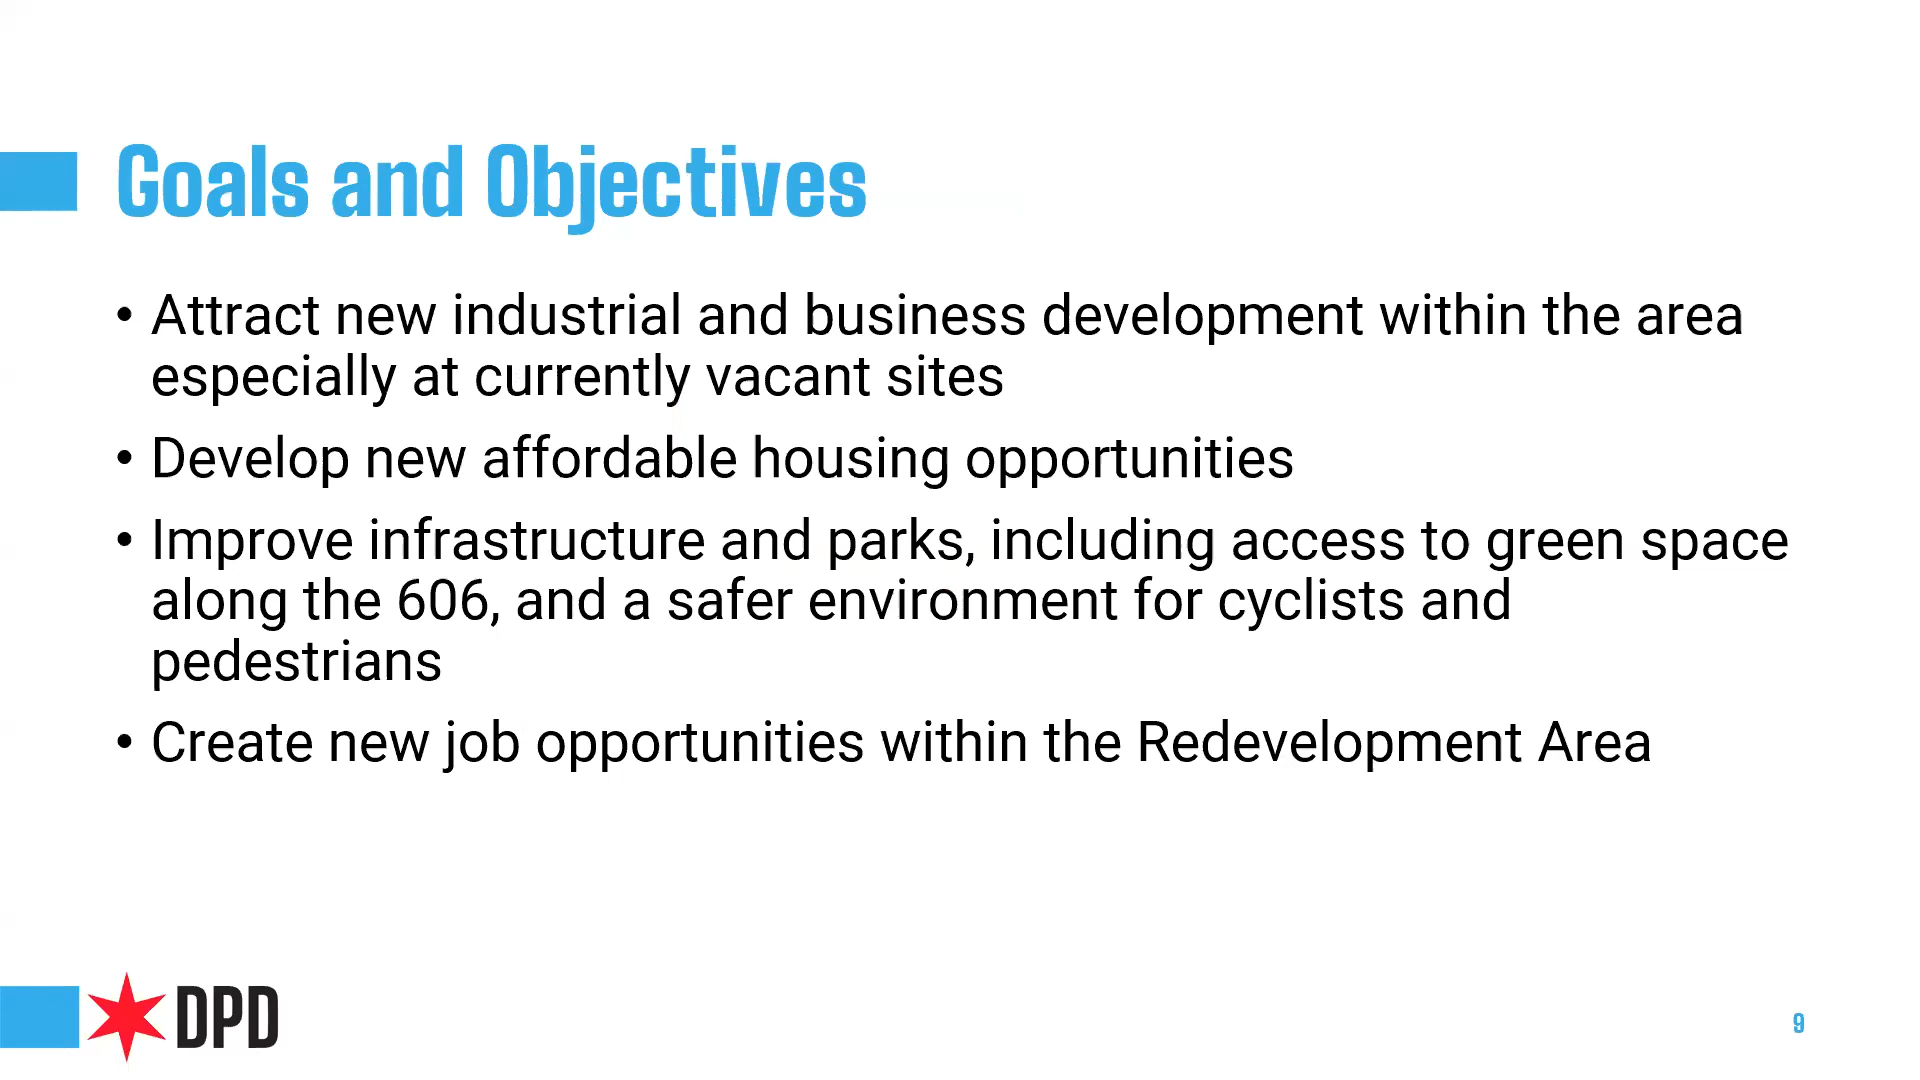 Goals and Objectives
• Attract new industrial and business development within the area
especially at currently vacant sites
• Develop new affordable housing opportunities
• Improve infrastructure and parks, including access to green space
along the 606, and a safer environment for cyclists and
pedestrians
• Create new job opportunities within the Redevelopment Area
DPD
9